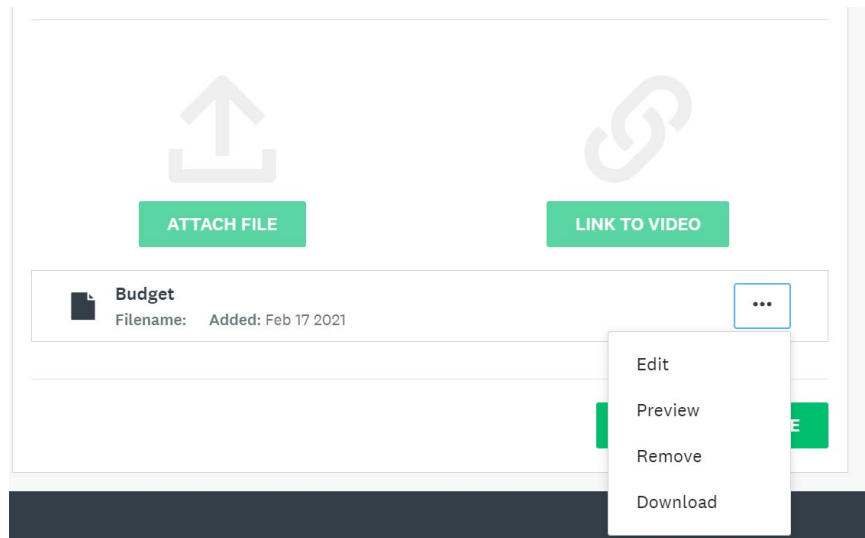 ATTACH FILE
LINK TO VIDEO
Budget
Filename: Added: Feb 17 2021
Edit
Preview
Remove
Download